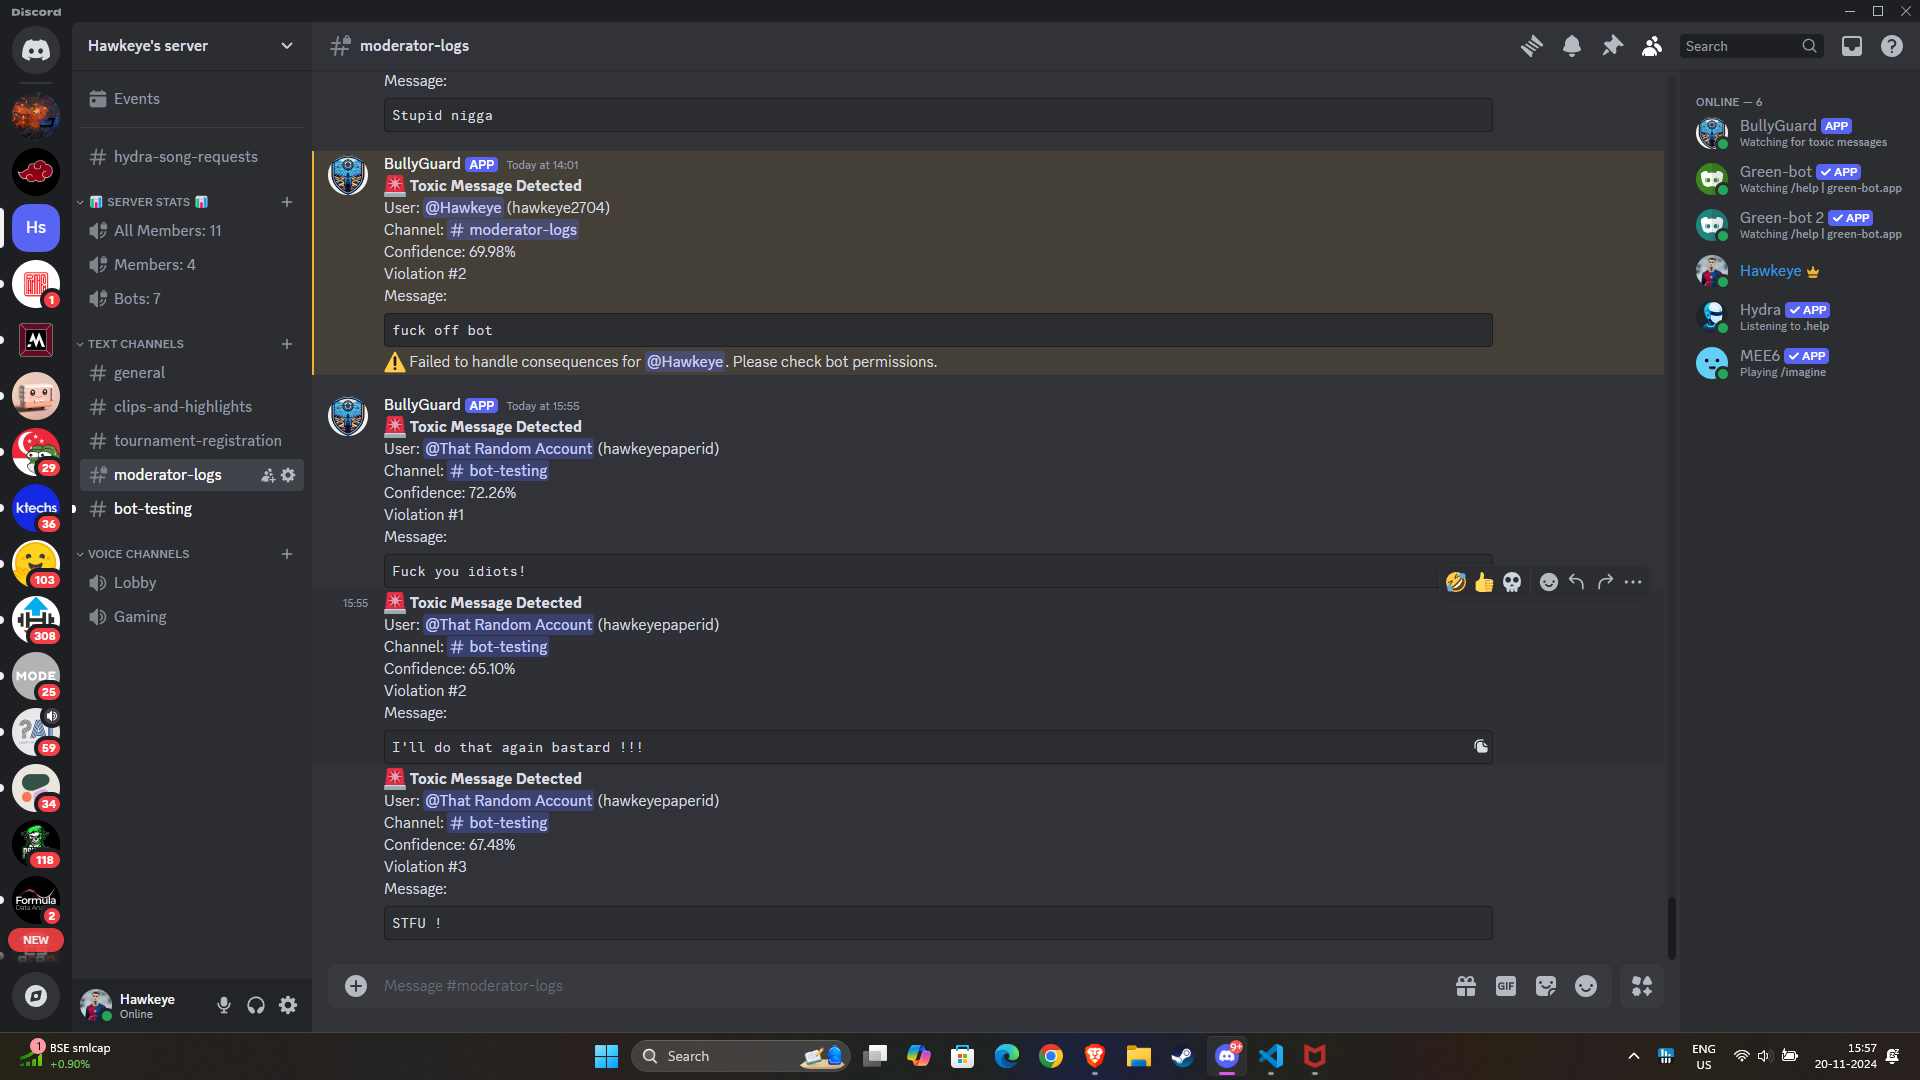 Discord
Hawkeye's server
Events
hydra-song-requests
SERVER STATS
All Members: 11
Members: 4
Bots: 7
TEXT CHANNELS
general
clips-and-highlights
tournament-registration
moderator-logs
bot-testing
VOICE CHANNELS
Lobby
Gaming
Hs
1
29
ktechs
36
103
308
MODE
25
59
34
118
Formula
2
NEW
Hawkeye
Online
moderator-logs
Search
Message:
Stupid nigga
BullyGuard APP Today at 14:01
Toxic Message Detected
User: @Hawkeye (hawkeye2704)
Channel: # moderator-logs
Confidence: 69.98%
Violation #2
Message:
fuck off bot
Failed to handle consequences for @Hawkeye. Please check bot permissions.
BullyGuard APP Today at 15:55
Toxic Message Detected
User: @That Random Account (hawkeyepaperid)
Channel: # bot-testing
Confidence: 72.26%
Violation #1
Message:
Fuck you idiots!
15:55 Toxic Message Detected
User: @That Random Account (hawkeyepaperid)
Channel: # bot-testing
Confidence: 65.10%
Violation #2
Message:
I'll do that again bastard !!!
Toxic Message Detected
User: @That Random Account (hawkeyepaperid)
Channel: # bot-testing
Confidence: 67.48%
Violation #3
Message:
STFU !
Message #moderator-logs
GIF
ONLINE — 6
BullyGuard APP
Watching for toxic messages
Green-bot APP
Watching /help | green-bot.app
Green-bot 2 APP
Watching /help | green-bot.app
Hawkeye
Hydra APP
Listening to .help
MEE6 APP
Playing /imagine
1
BSE smlcap
+0.90%
Search
9+
ENG
US
15:57
20-11-2024